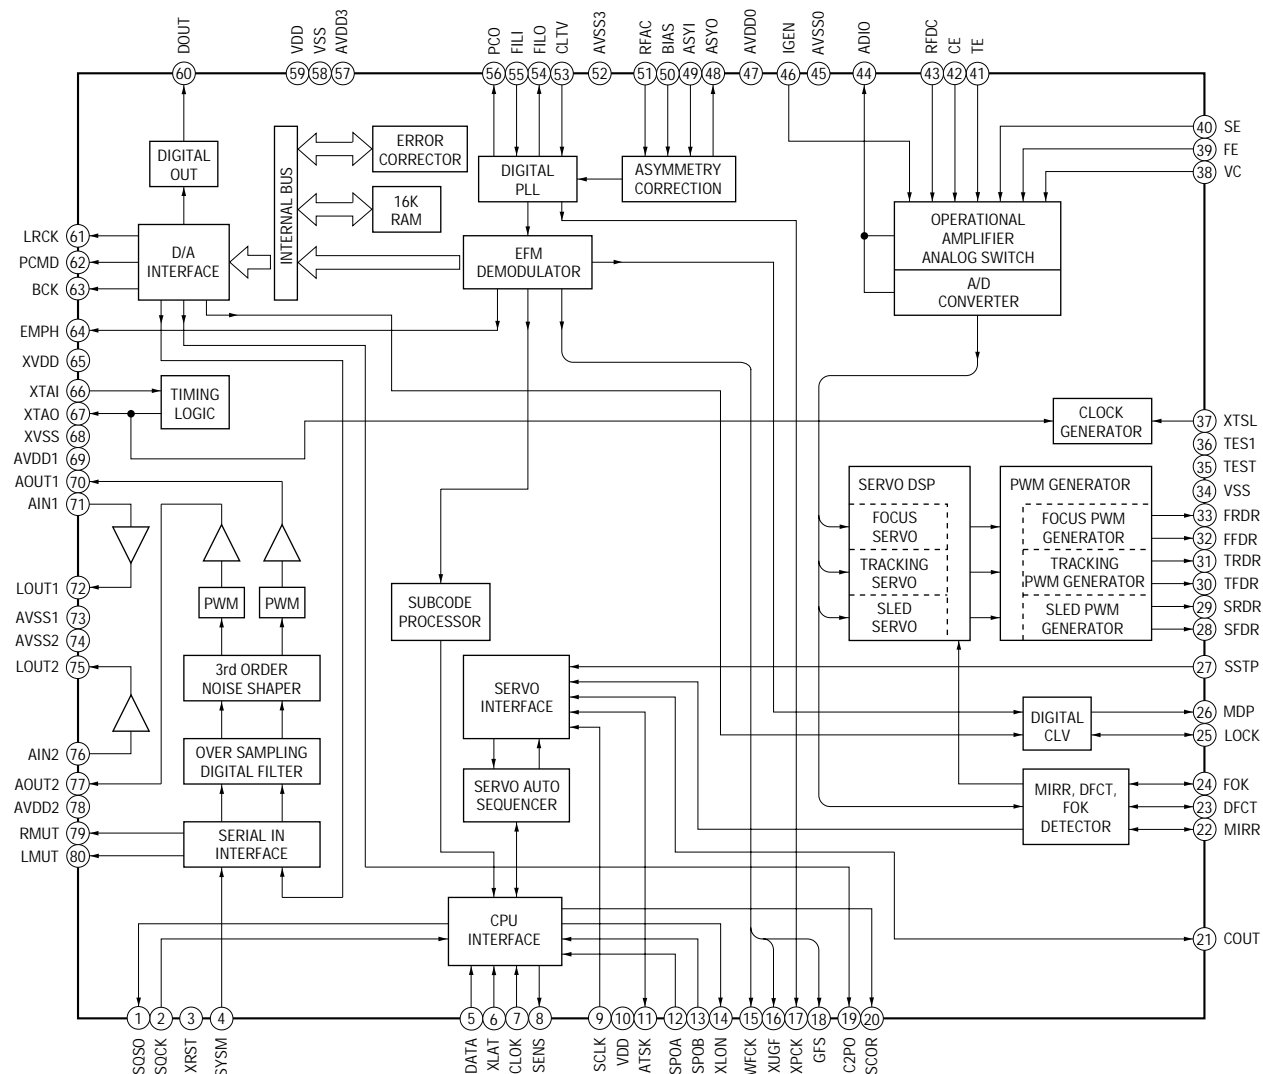 DOUT
VDD
VSS
AVDD3
PCO
FILI
FILO
CLTV
AVSS3
RFAC
BIAS
ASYI
ASYO
AVDD0
IGEN
AVSS0
ADIO
RFDC
CE
TE
60
59
58
57
56
55
54
53
52
51
50
49
48
47
46
45
44
43
42
41
40 SE
39 FE
38 VC
DIGITAL
OUT
INTERNAL BUS
ERROR
CORRECTOR
16K
RAM
DIGITAL
PLL
ASYMMETRY
CORRECTION
OPERATIONAL
AMPLIFIER
ANALOG SWITCH
A/D
CONVERTER
LRCK 61
PCMD 62
BCK 63
D/A
INTERFACE
EFM
DEMODULATOR
EMPH 64
XVDD 65
XTAI 66
XTAO 67
XVSS 68
AVDD1 69
AOUT1 70
AIN1 71
TIMING
LOGIC
CLOCK
GENERATOR
37 XTSL
36 TES1
35 TEST
34 VSS
33 FRDR
32 FFDR
31 TRDR
30 TFDR
29 SRDR
28 SFDR
27 SSTP
26 MDP
25 LOCK
24 FOK
23 DFCT
22 MIRR
21 COUT
SERVO DSP
FOCUS
SERVO
TRACKING
SERVO
SLED
SERVO
PWM GENERATOR
FOCUS PWM
GENERATOR
TRACKING
PWM GENERATOR
SLED PWM
GENERATOR
LOUT1 72
AVSS1 73
AVSS2 74
LOUT2 75
AIN2 76
AOUT2 77
AVDD2 78
RMUT 79
LMUT 80
PWM
PWM
3rd ORDER
NOISE SHAPER
OVER SAMPLING
DIGITAL FILTER
SERIAL IN
INTERFACE
SUBCODE
PROCESSOR
SERVO
INTERFACE
SERVO AUTO
SEQUENCER
DIGITAL
CLV
MIRR, DFCT,
FOK
DETECTOR
CPU
INTERFACE
1
2
3
4
5
6
7
8
9
10
11
12
13
14
15
16
17
18
19
20
SQSO
SQCK
XRST
SYSM
DATA
XLAT
CLOK
SENS
SCLK
VDD
ATSK
SPOA
SPOB
XLON
WFCK
XUGF
XPCK
GFS
C2PO
SCOR